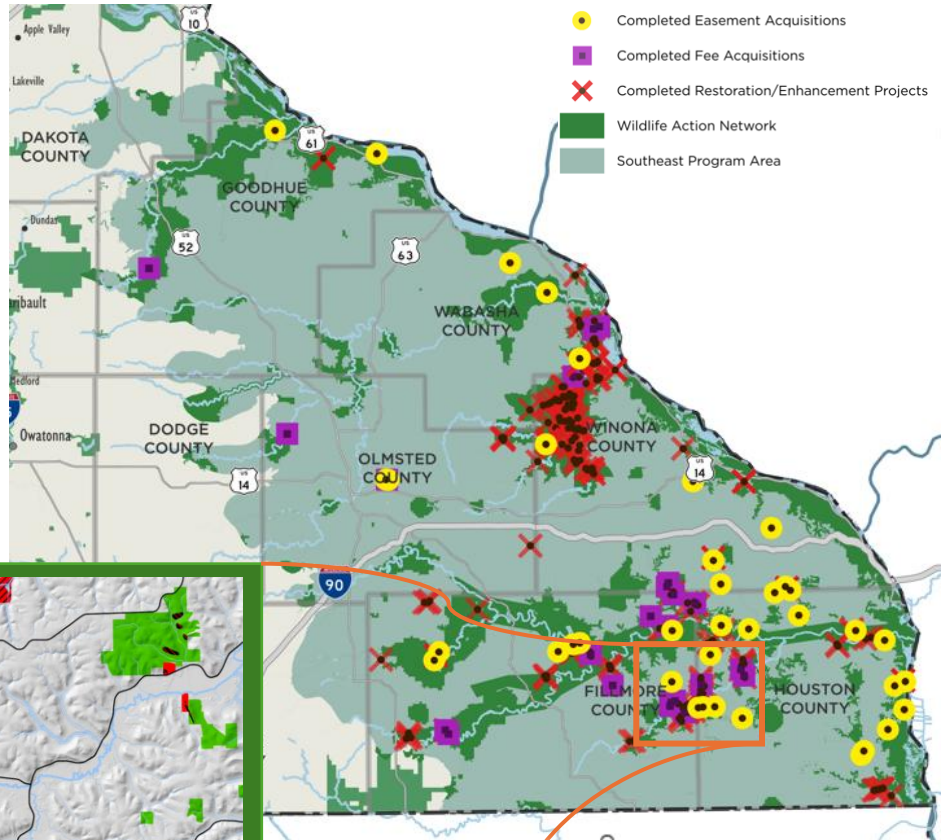 US
10
Apple Valley
Lakeville
DAKOTA
COUNTY
US
61
GOODHUE
COUNTY
Dundas
US
52
US
63
WABASHA
COUNTY
DODGE
COUNTY
Owatonna
US
14
OLMSTED
COUNTY
WINONA
COUNTY
US
14
90
FILLMORE
COUNTY
HOUSTON
COUNTY
Completed Easement Acquisitions
Completed Fee Acquisitions
Completed Restoration/Enhancement Projects
Wildlife Action Network
Southeast Program Area